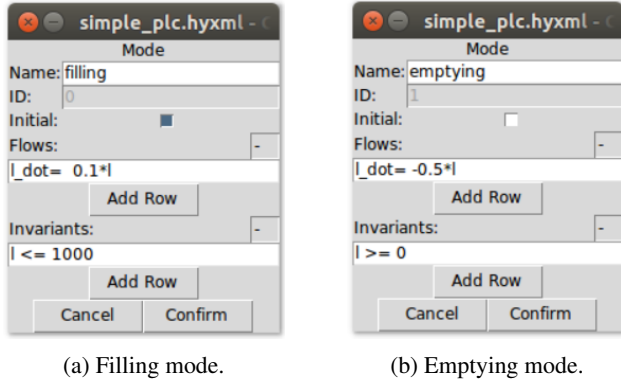 simple_plc.hyxml -
Mode
Name: filling
ID: 0
Initial:
Flows: -
l_dot=  0.1*l
Add Row
Invariants: -
l <= 1000
Add Row
Cancel Confirm
(a) Filling mode.
simple_plc.hyxml -
Mode
Name: emptying
ID: 1
Initial:
Flows: -
l_dot= -0.5*l
Add Row
Invariants: -
l >= 0
Add Row
Cancel Confirm
(b) Emptying mode.